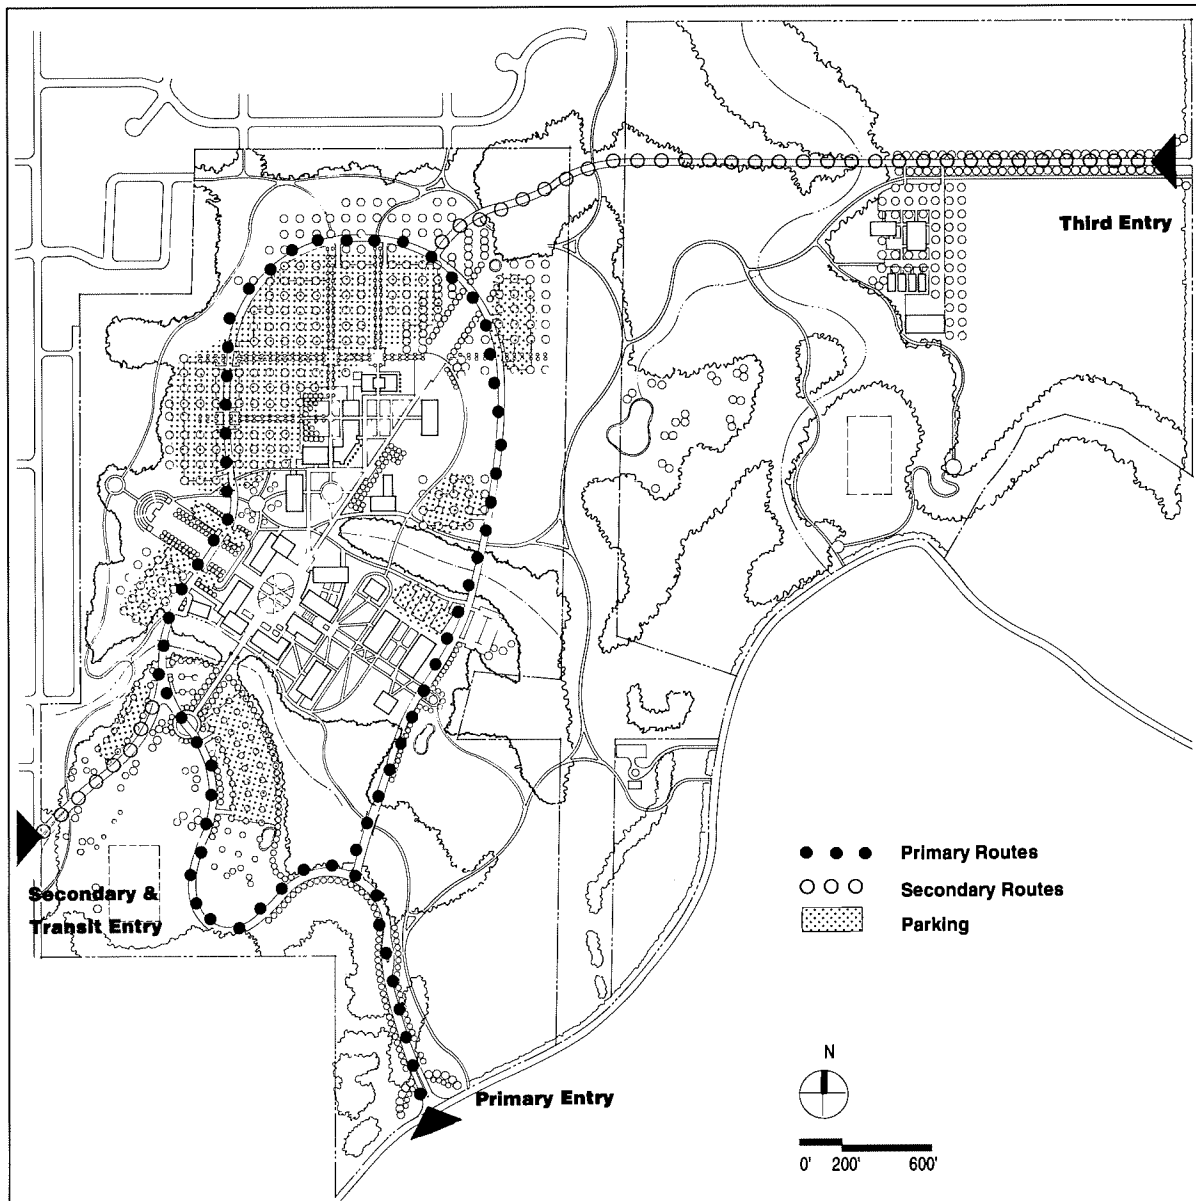 Third Entry
Primary Routes
Secondary Routes
Parking
Secondary &
Transit Entry
N
Primary Entry
0' 200' 600'